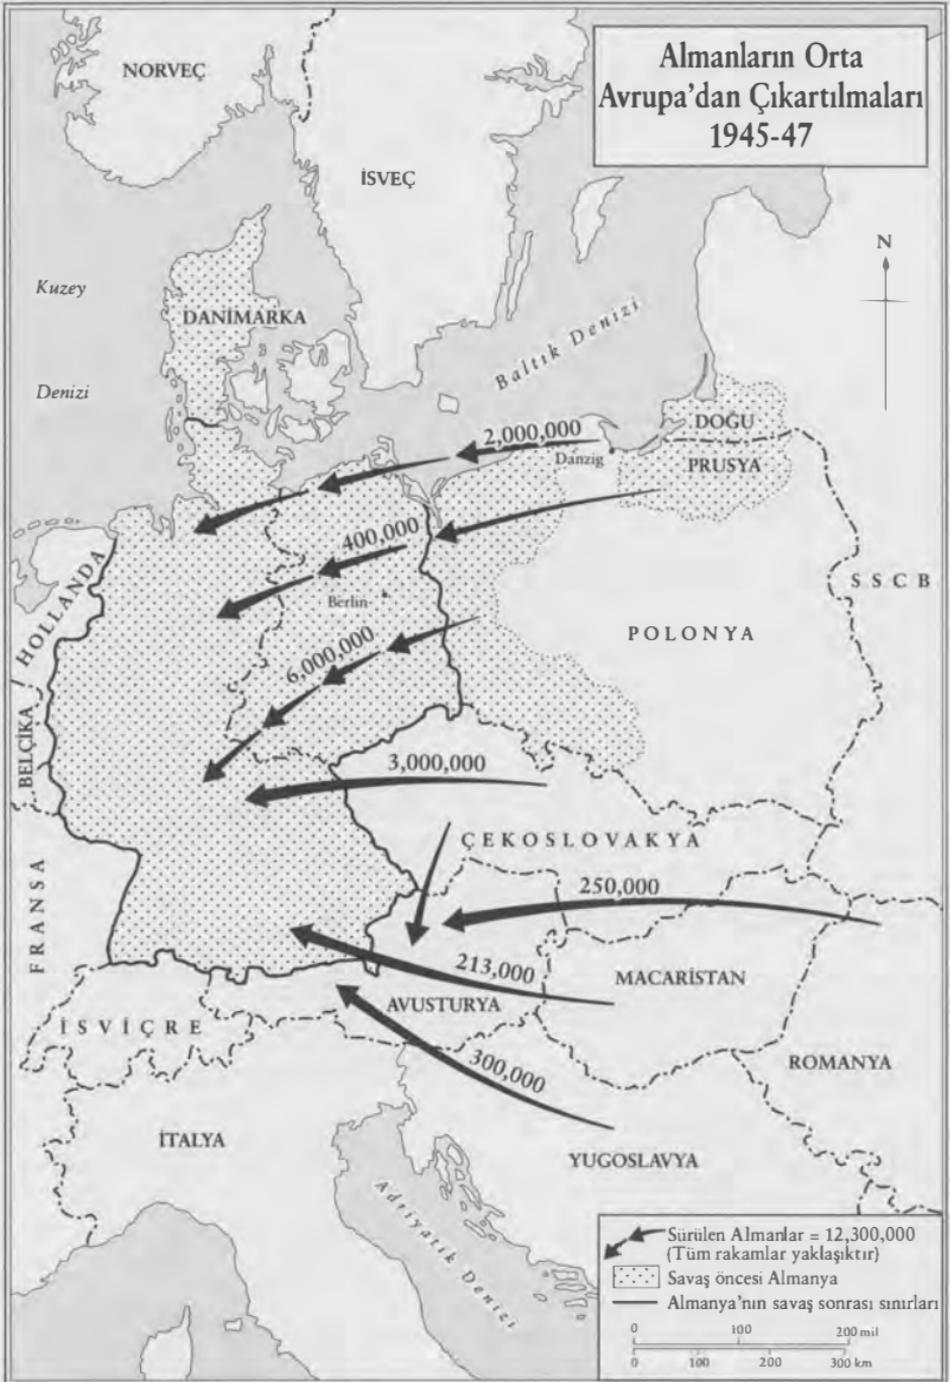 Almanların Orta
Avrupa'dan Çıkartılmaları
1945-47
NORVEÇ
İSVEÇ
N
Kuzey
Denizi
DANİMARKA
Baltık Denizi
2,000,000
Danzig
DOĞU
PRUSYA
400,000
HOLLANDA
Berlin
SSCB
POLONYA
6,000,000
BELÇİKA
3,000,000
ÇEKOSLOVAKYA
FRANSA
250,000
213,000
MACARİSTAN
AVUSTURYA
İSVİÇRE
300,000
ROMANYA
İTALYA
YUGOSLAVYA
Adriyatik Denizi
Sürülen Almanlar = 12,300,000
(Tüm rakamlar yaklaşıktır)
Savaş öncesi Almanya
Almanya'nın savaş sonrası sınırları
0 100 200 mil
0 100 200 300 km